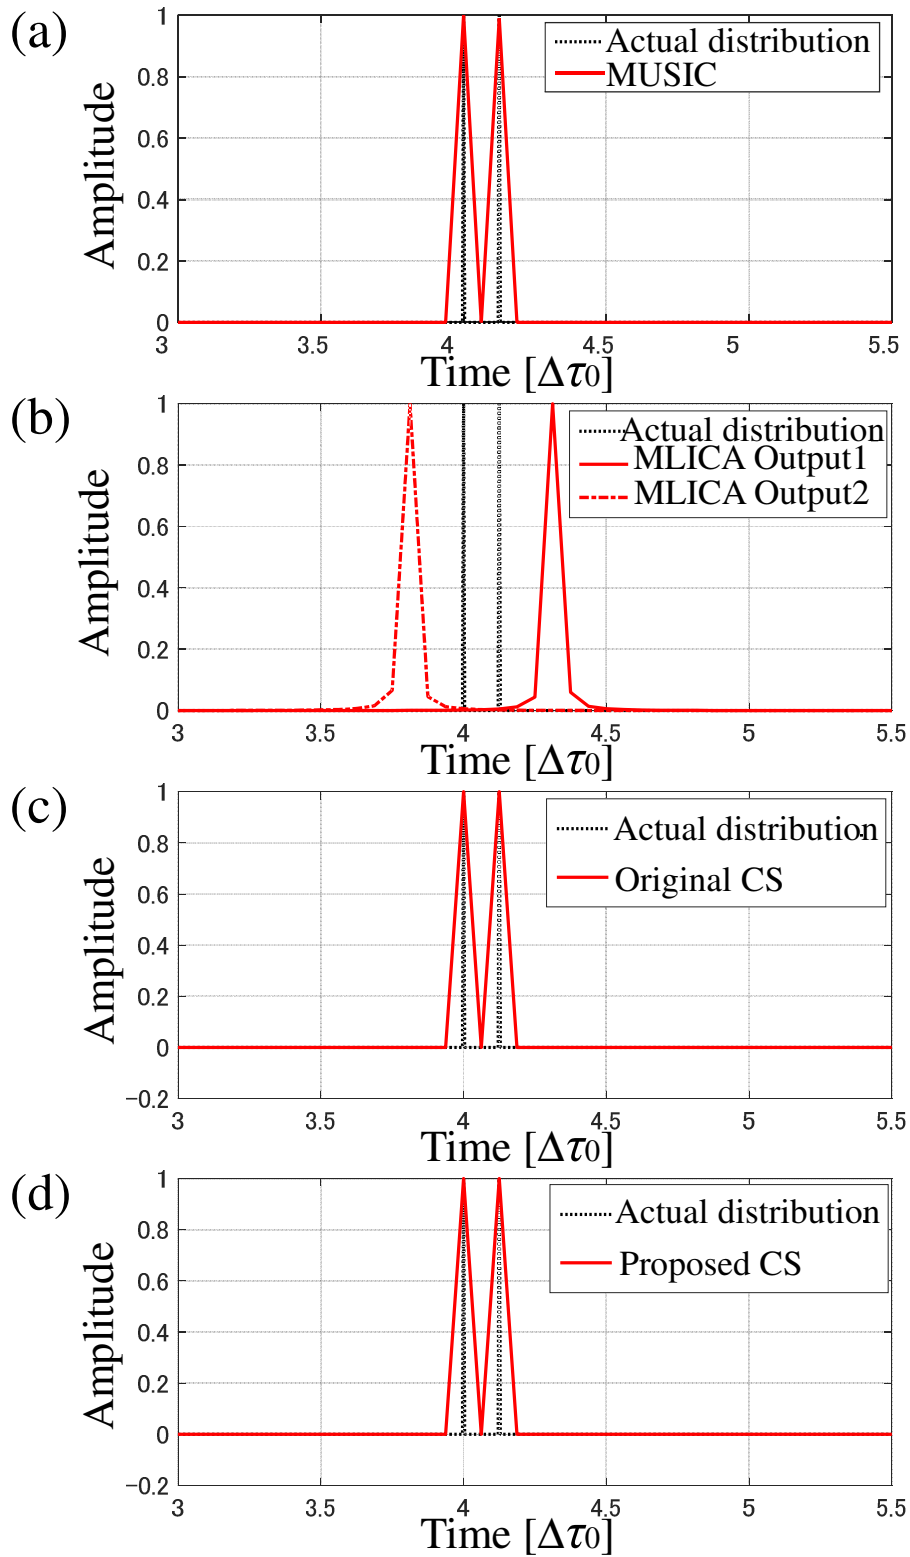 (a)
Amplitude
1
0.8
0.6
0.4
0.2
0
Actual distribution
MUSIC
3 3.5 4 4.5 5 5.5
Time [Δτ0]
(b)
Amplitude
1
0.8
0.6
0.4
0.2
0
Actual distribution
MLICA Output1
MLICA Output2
3 3.5 4 4.5 5 5.5
Time [Δτ0]
(c)
Amplitude
1
0.8
0.6
0.4
0.2
0
-0.2
Actual distribution
Original CS
3 3.5 4 4.5 5 5.5
Time [Δτ0]
(d)
Amplitude
1
0.8
0.6
0.4
0.2
0
-0.2
Actual distribution
Proposed CS
3 3.5 4 4.5 5 5.5
Time [Δτ0]